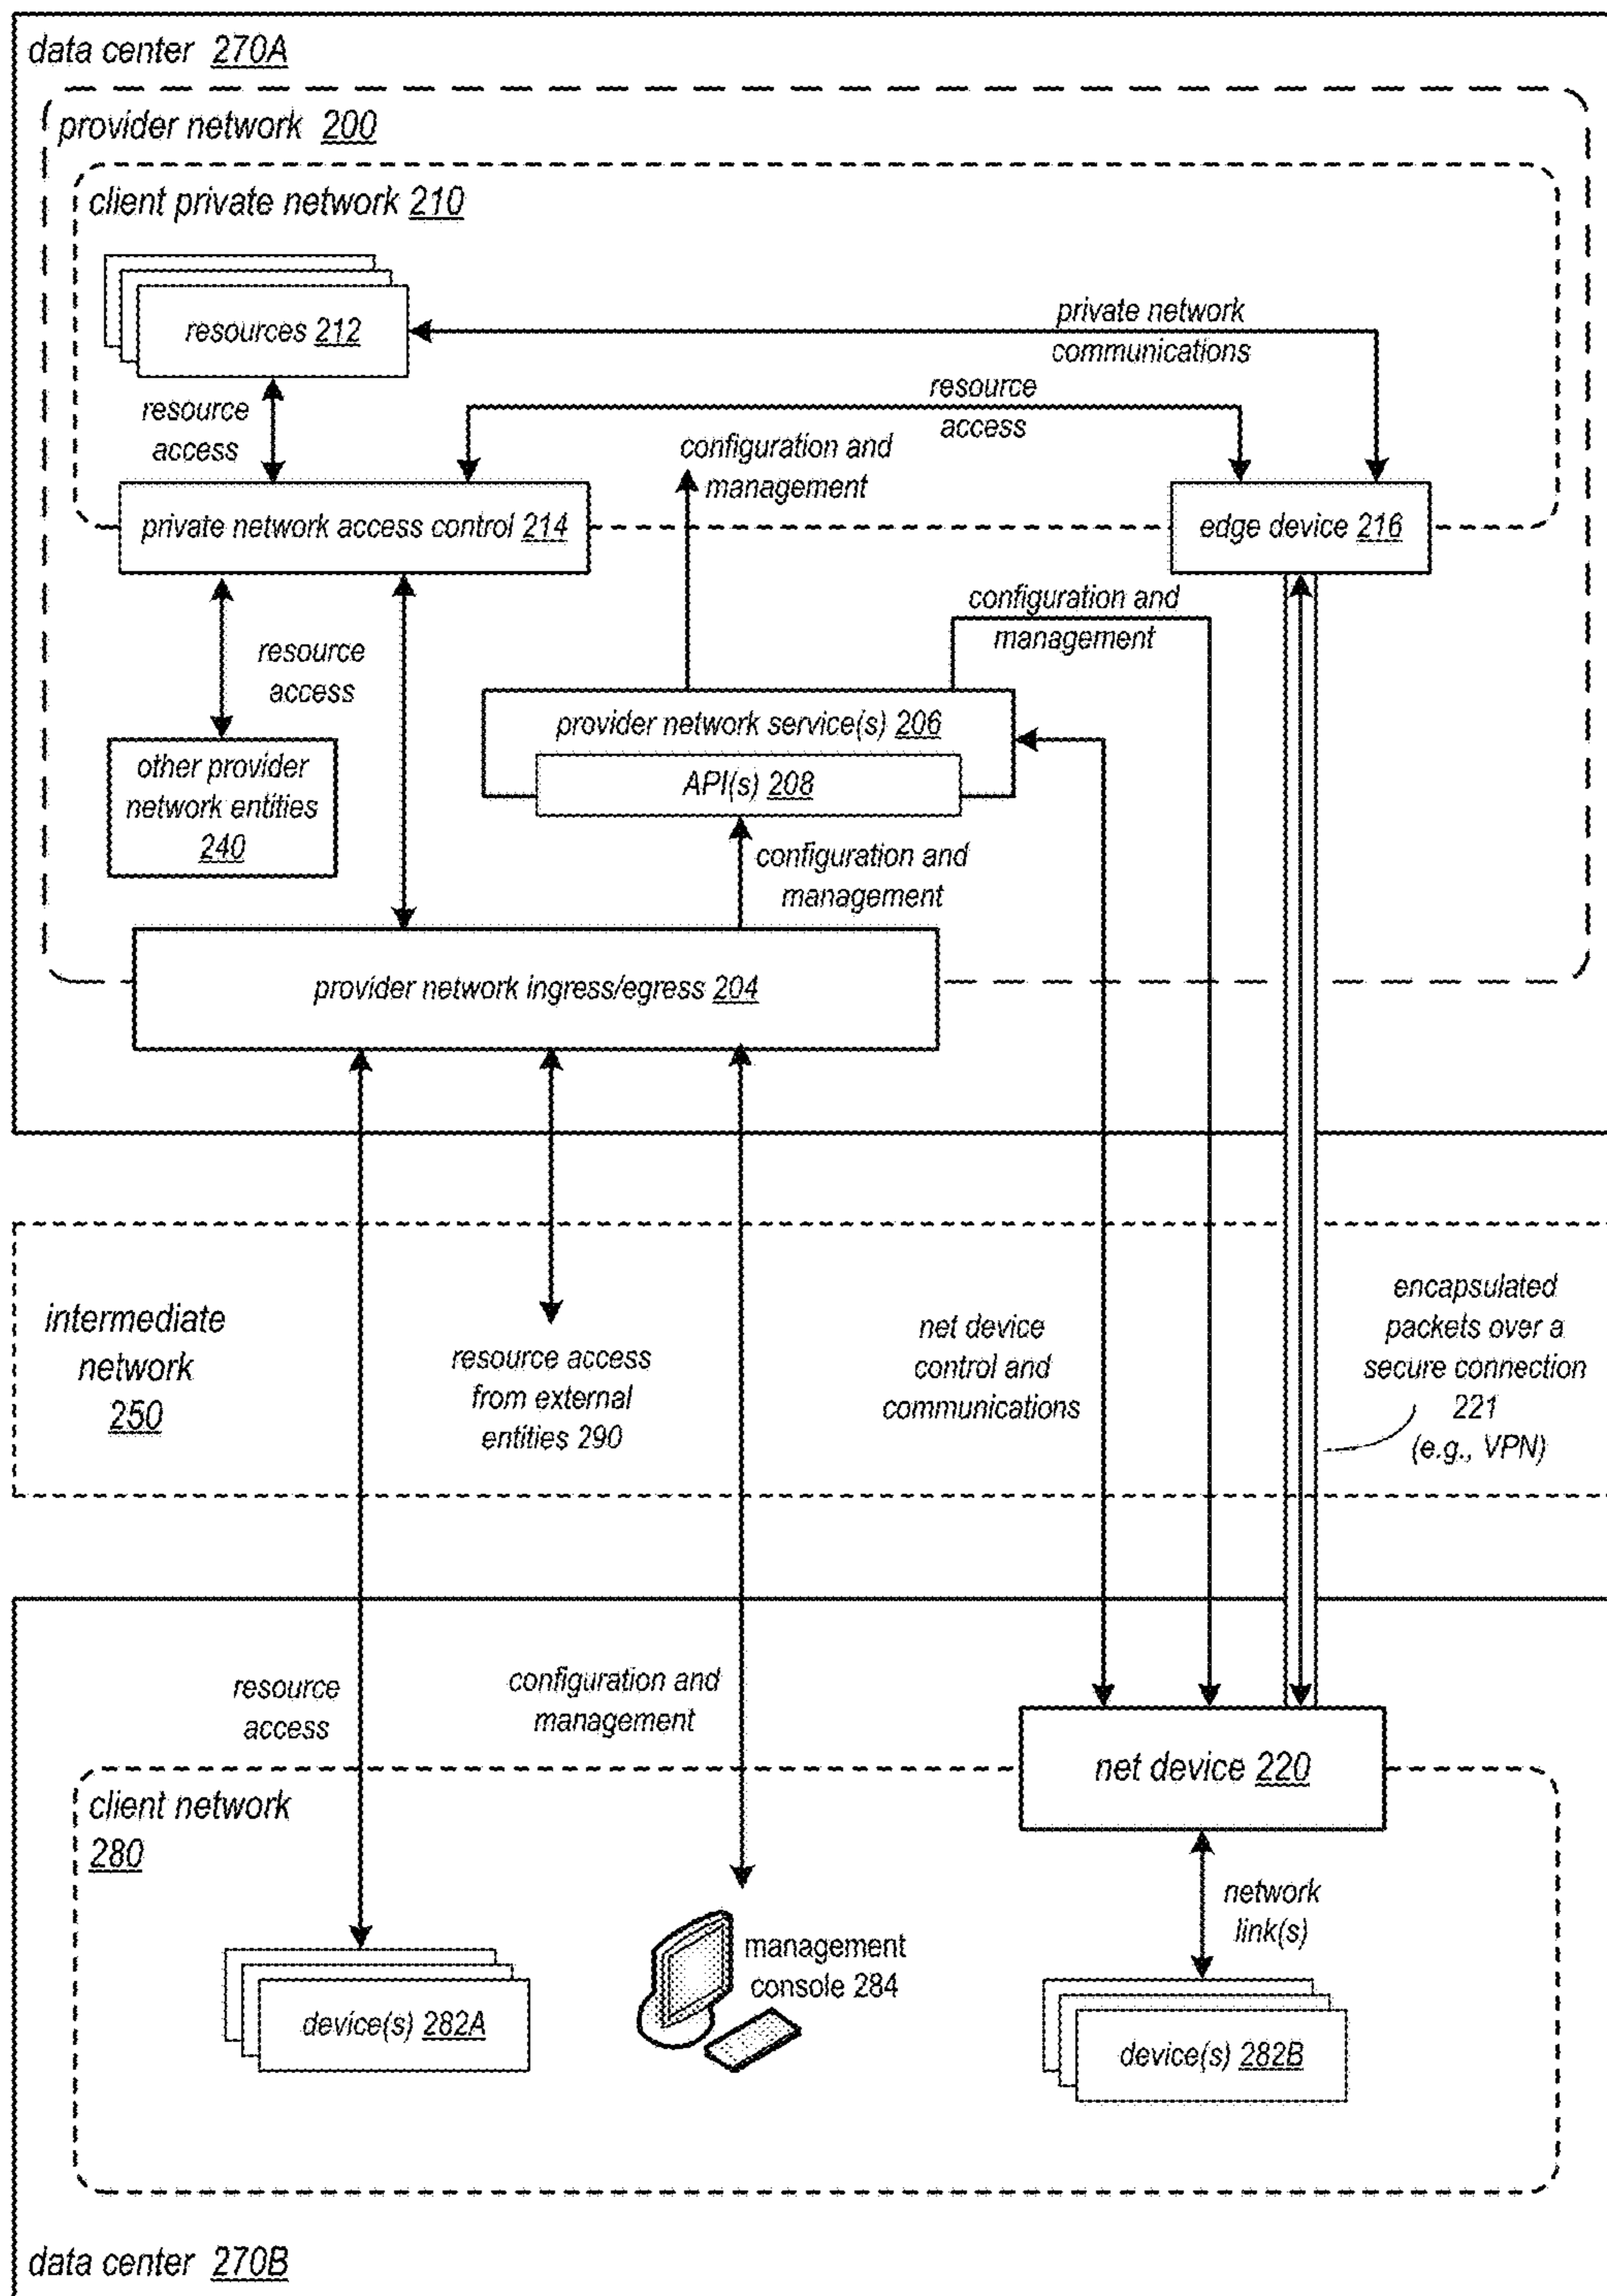 data center 270A
provider network 200
client private network 210
resources 212
private network
communications
resource
access
resource
access
configuration and
management
private network access control 214
edge device 216
configuration and
management
resource
access
provider network service(s) 206
API(s) 208
other provider
network entities
240
configuration and
management
provider network ingress/egress 204
intermediate
network
250
resource access
from external
entities 290
net device
control and
communications
encapsulated
packets over a
secure connection
221
(e.g., VPN)
resource
access
configuration and
management
net device 220
client network
280
network
link(s)
management
console 284
device(s) 282A
device(s) 282B
data center 270B